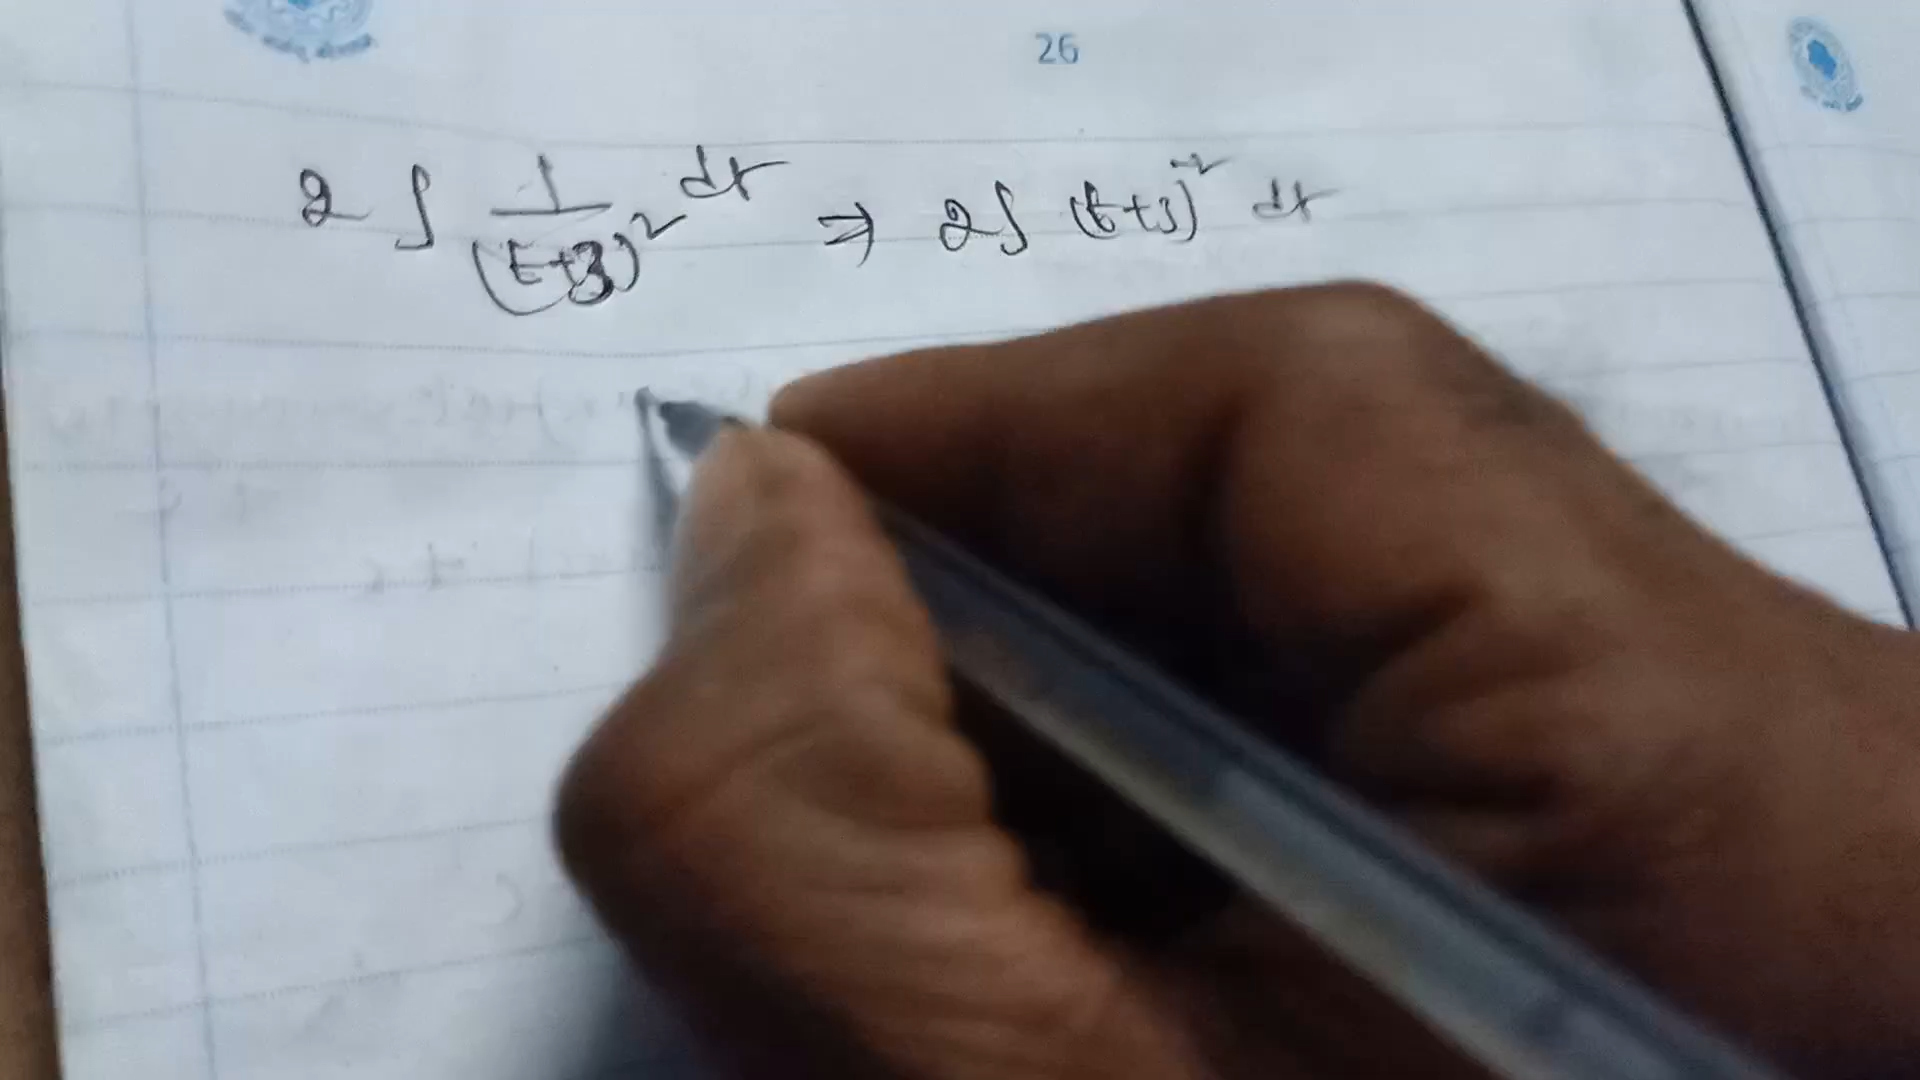 26
2 ∫ 1/(t+3)² dt ⇒ 2∫ (t+3)⁻² dt